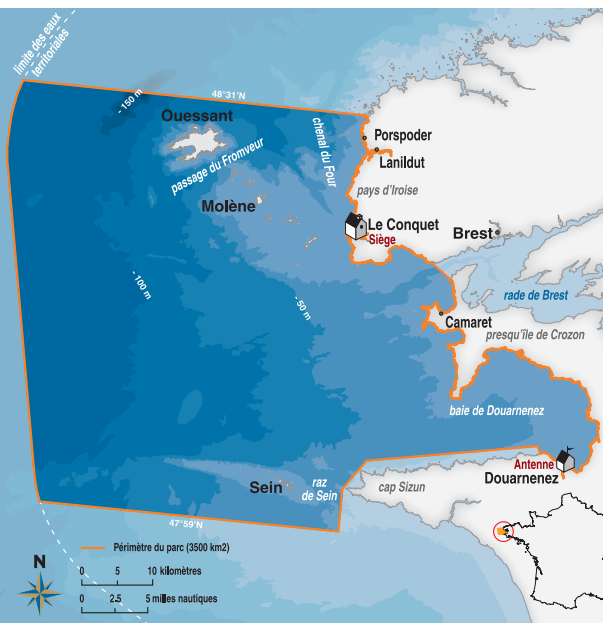 limite des eaux
territoriales
- 150 m
48°31'N
Ouessant
passage du Fromveur
chenal du Four
Porspoder
Lanildut
pays d'Iroise
Molène
Le Conquet
Siège
Brest
- 100 m
- 50 m
rade de Brest
Camaret
presqu'île de Crozon
baie de Douarnenez
Antenne
Douarnenez
Sein
raz
de Sein
cap Sizun
47°59'N
Périmètre du parc (3500 km2)
N
0 5 10 kilomètres
0 2.5 5 milles nautiques